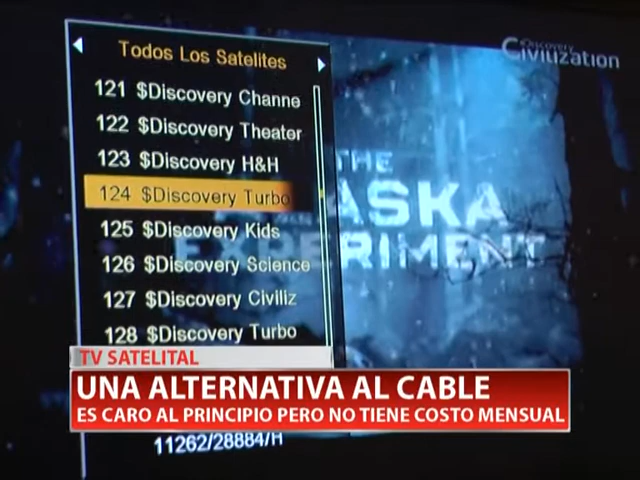 Todos Los Satelites
Discovery
Civilization
121 $Discovery Channe
122 $Discovery Theater
123 $Discovery H&H
124 $Discovery Turbo
125 $Discovery Kids
126 $Discovery Science
127 $Discovery Civiliz
128 $Discovery Turbo
THE
ALASKA
EXPERIMENT
TV SATELITAL
UNA ALTERNATIVA AL CABLE
ES CARO AL PRINCIPIO PERO NO TIENE COSTO MENSUAL
11262/28884/H